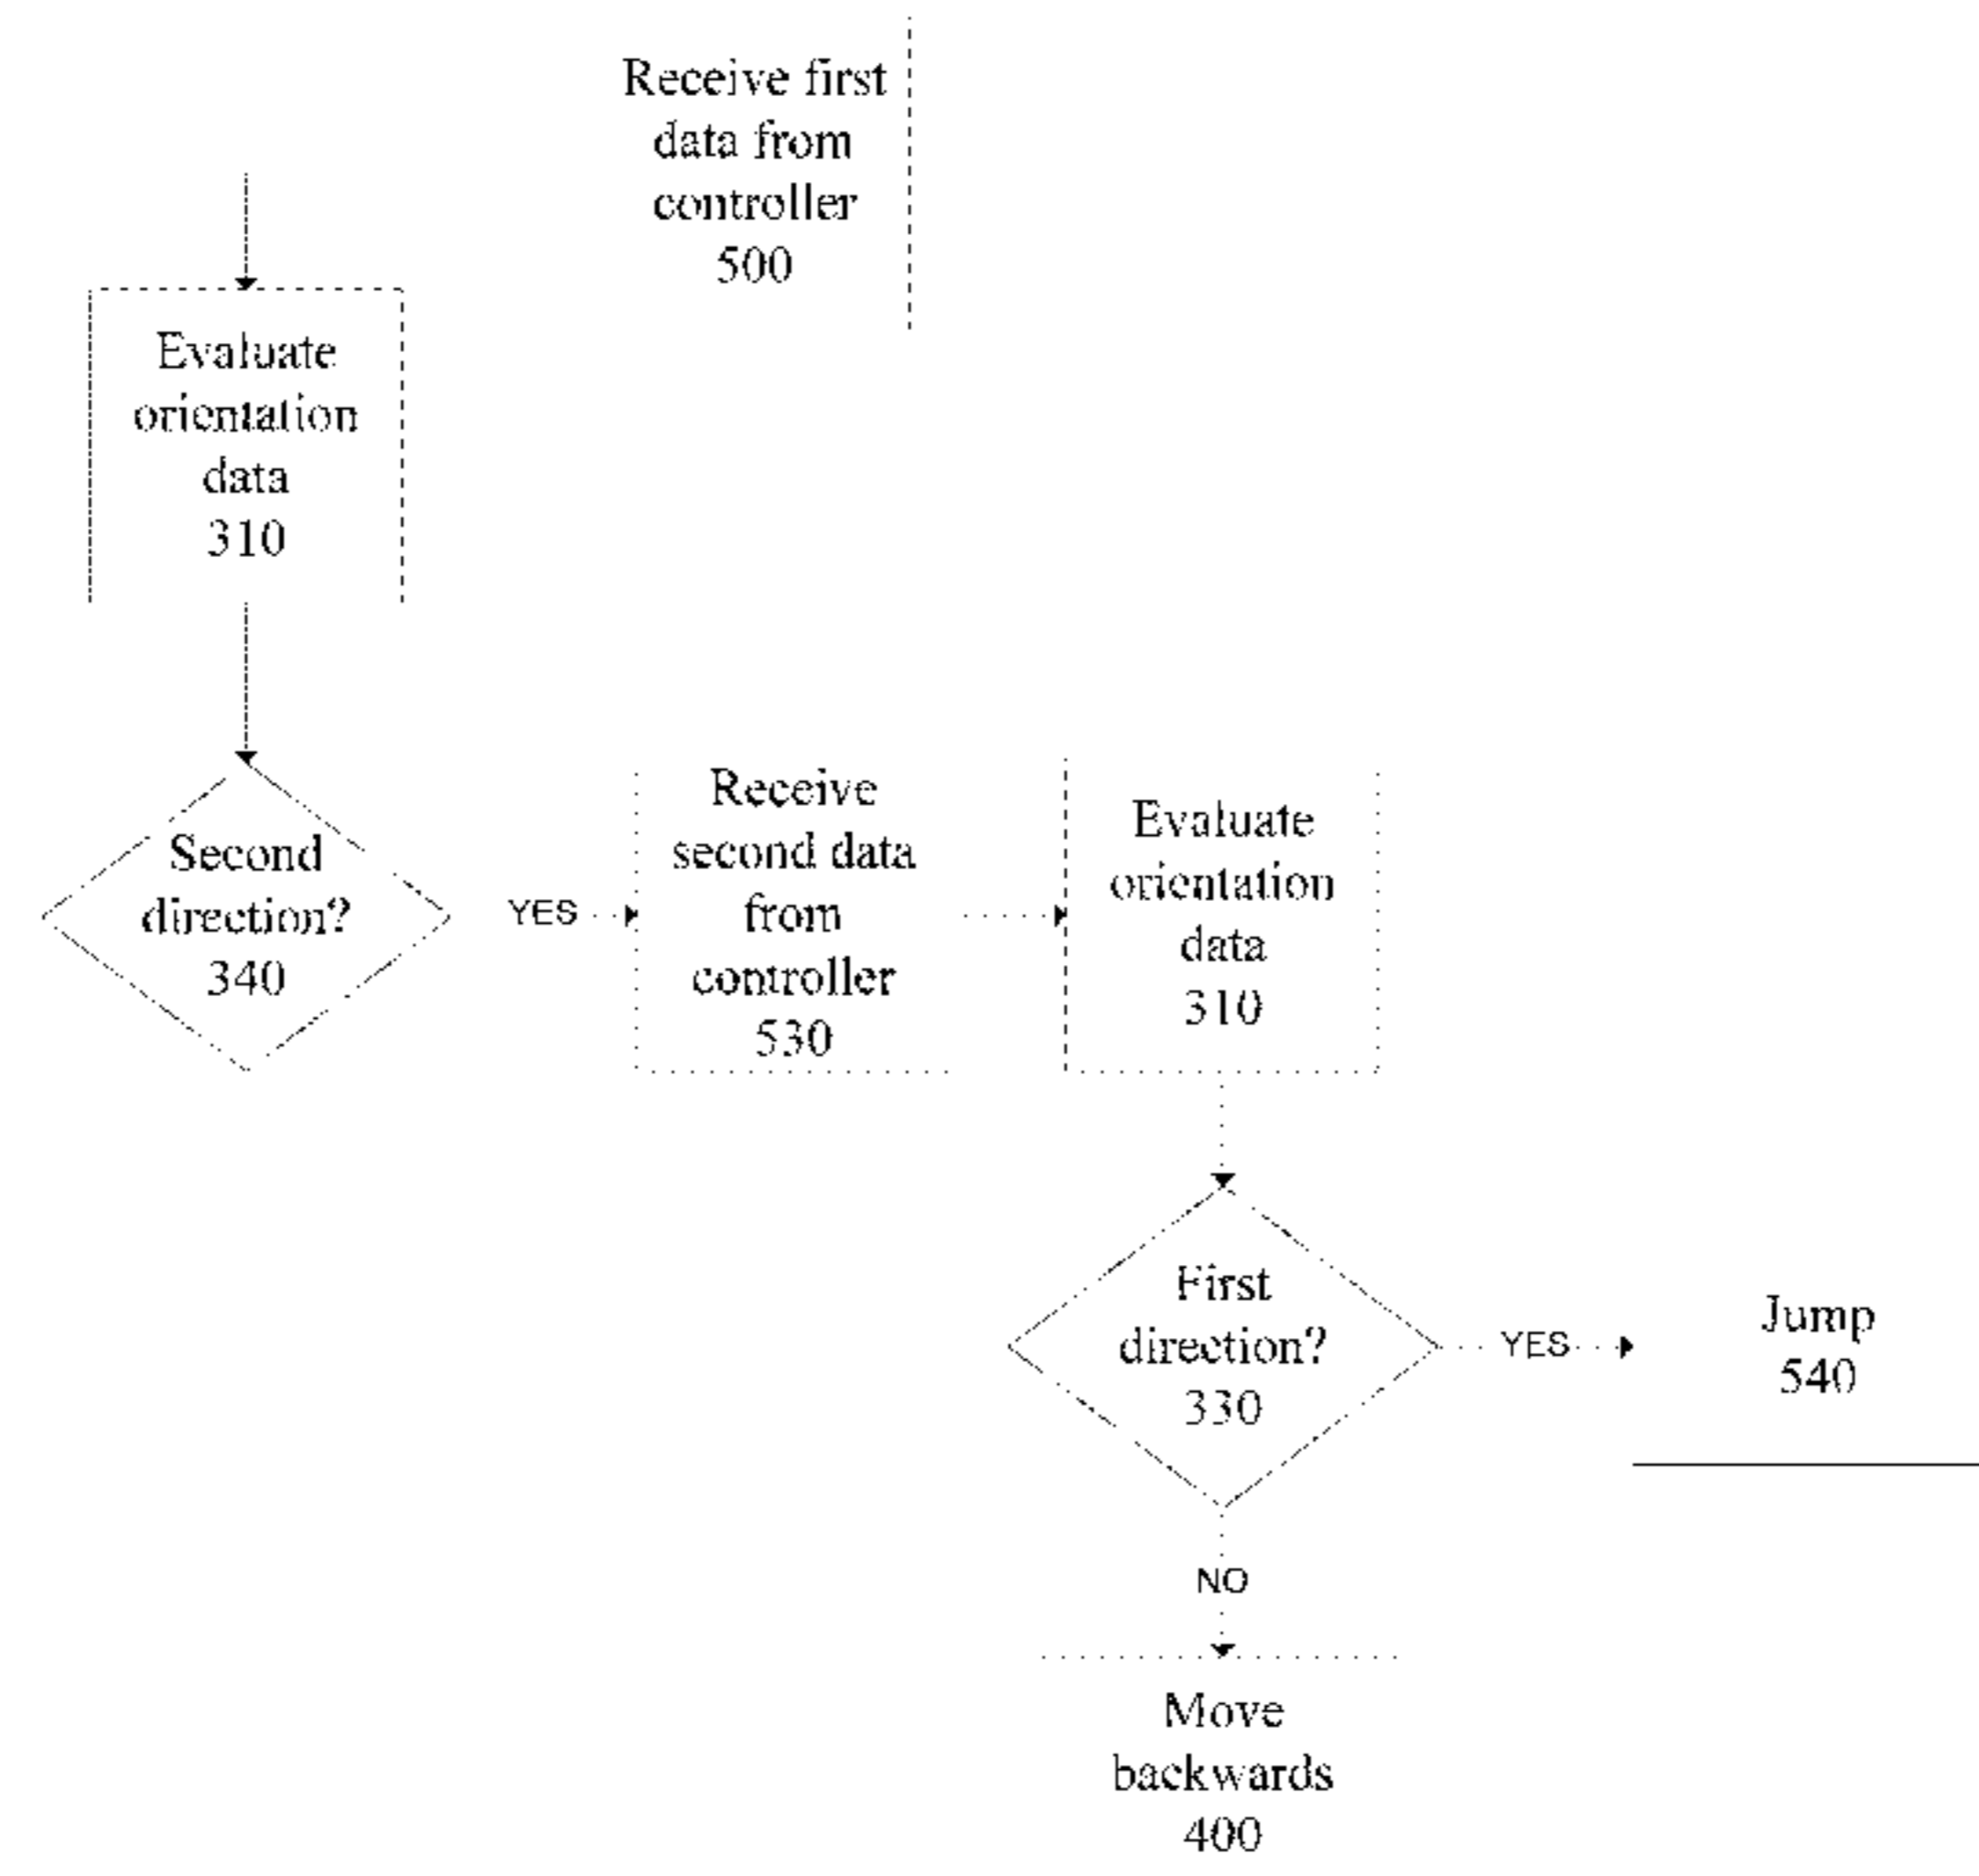 Receive first
data from
controller
500
Evaluate
orientation
data
310
Second
direction?
340
YES
Receive
second data
from
controller
530
Evaluate
orientation
data
310
First
direction?
330
YES
Jump
540
NO
Move
backwards
400